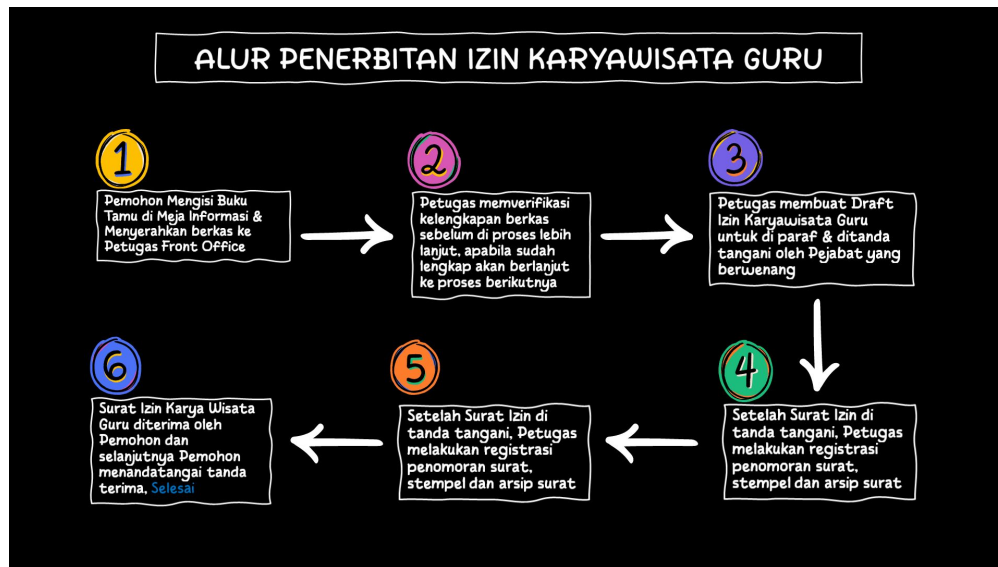 ALUR PENERBITAN IZIN KARYAWISATA GURU
1
Pemohon Mengisi Buku
Tamu di Meja Informasi &
Menyerahkan berkas ke
Petugas Front Office
2
Petugas memverifikasi
kelengkapan berkas
sebelum di proses lebih
lanjut, apabila sudah
lengkap akan berlanjut
ke proses berikutnya
3
Petugas membuat Draft
Izin Karyawisata Guru
untuk di paraf & ditanda
tangani oleh Pejabat yang
berwenang
4
Setelah Surat Izin di
tanda tangani, Petugas
melakukan registrasi
penomoran surat,
stempel dan arsip surat
5
Setelah Surat Izin di
tanda tangani, Petugas
melakukan registrasi
penomoran surat,
stempel dan arsip surat
6
Surat Izin Karya Wisata
Guru diterima oleh
Pemohon dan
selanjutnya Pemohon
menandatangai tanda
terima, Selesai